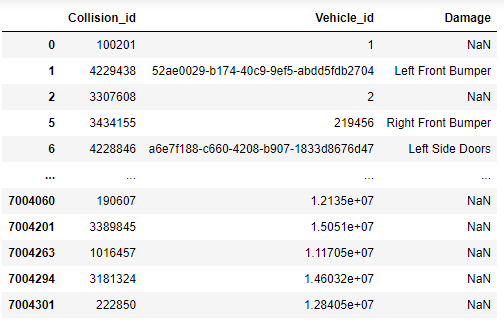 Collision_id Vehicle_id Damage
0 100201 1 NaN
1 4229438 52ae0029-b174-40c9-9ef5-abdd5fdb2704 Left Front Bumper
2 3307608 2 NaN
5 3434155 219456 Right Front Bumper
6 4228846 a6e7f188-c660-4208-b907-1833d8676d47 Left Side Doors
... ... ... ...
7004060 190607 1.2135e+07 NaN
7004201 3389845 1.5051e+07 NaN
7004263 1016457 1.11705e+07 NaN
7004294 3181324 1.46032e+07 NaN
7004301 222850 1.28405e+07 NaN